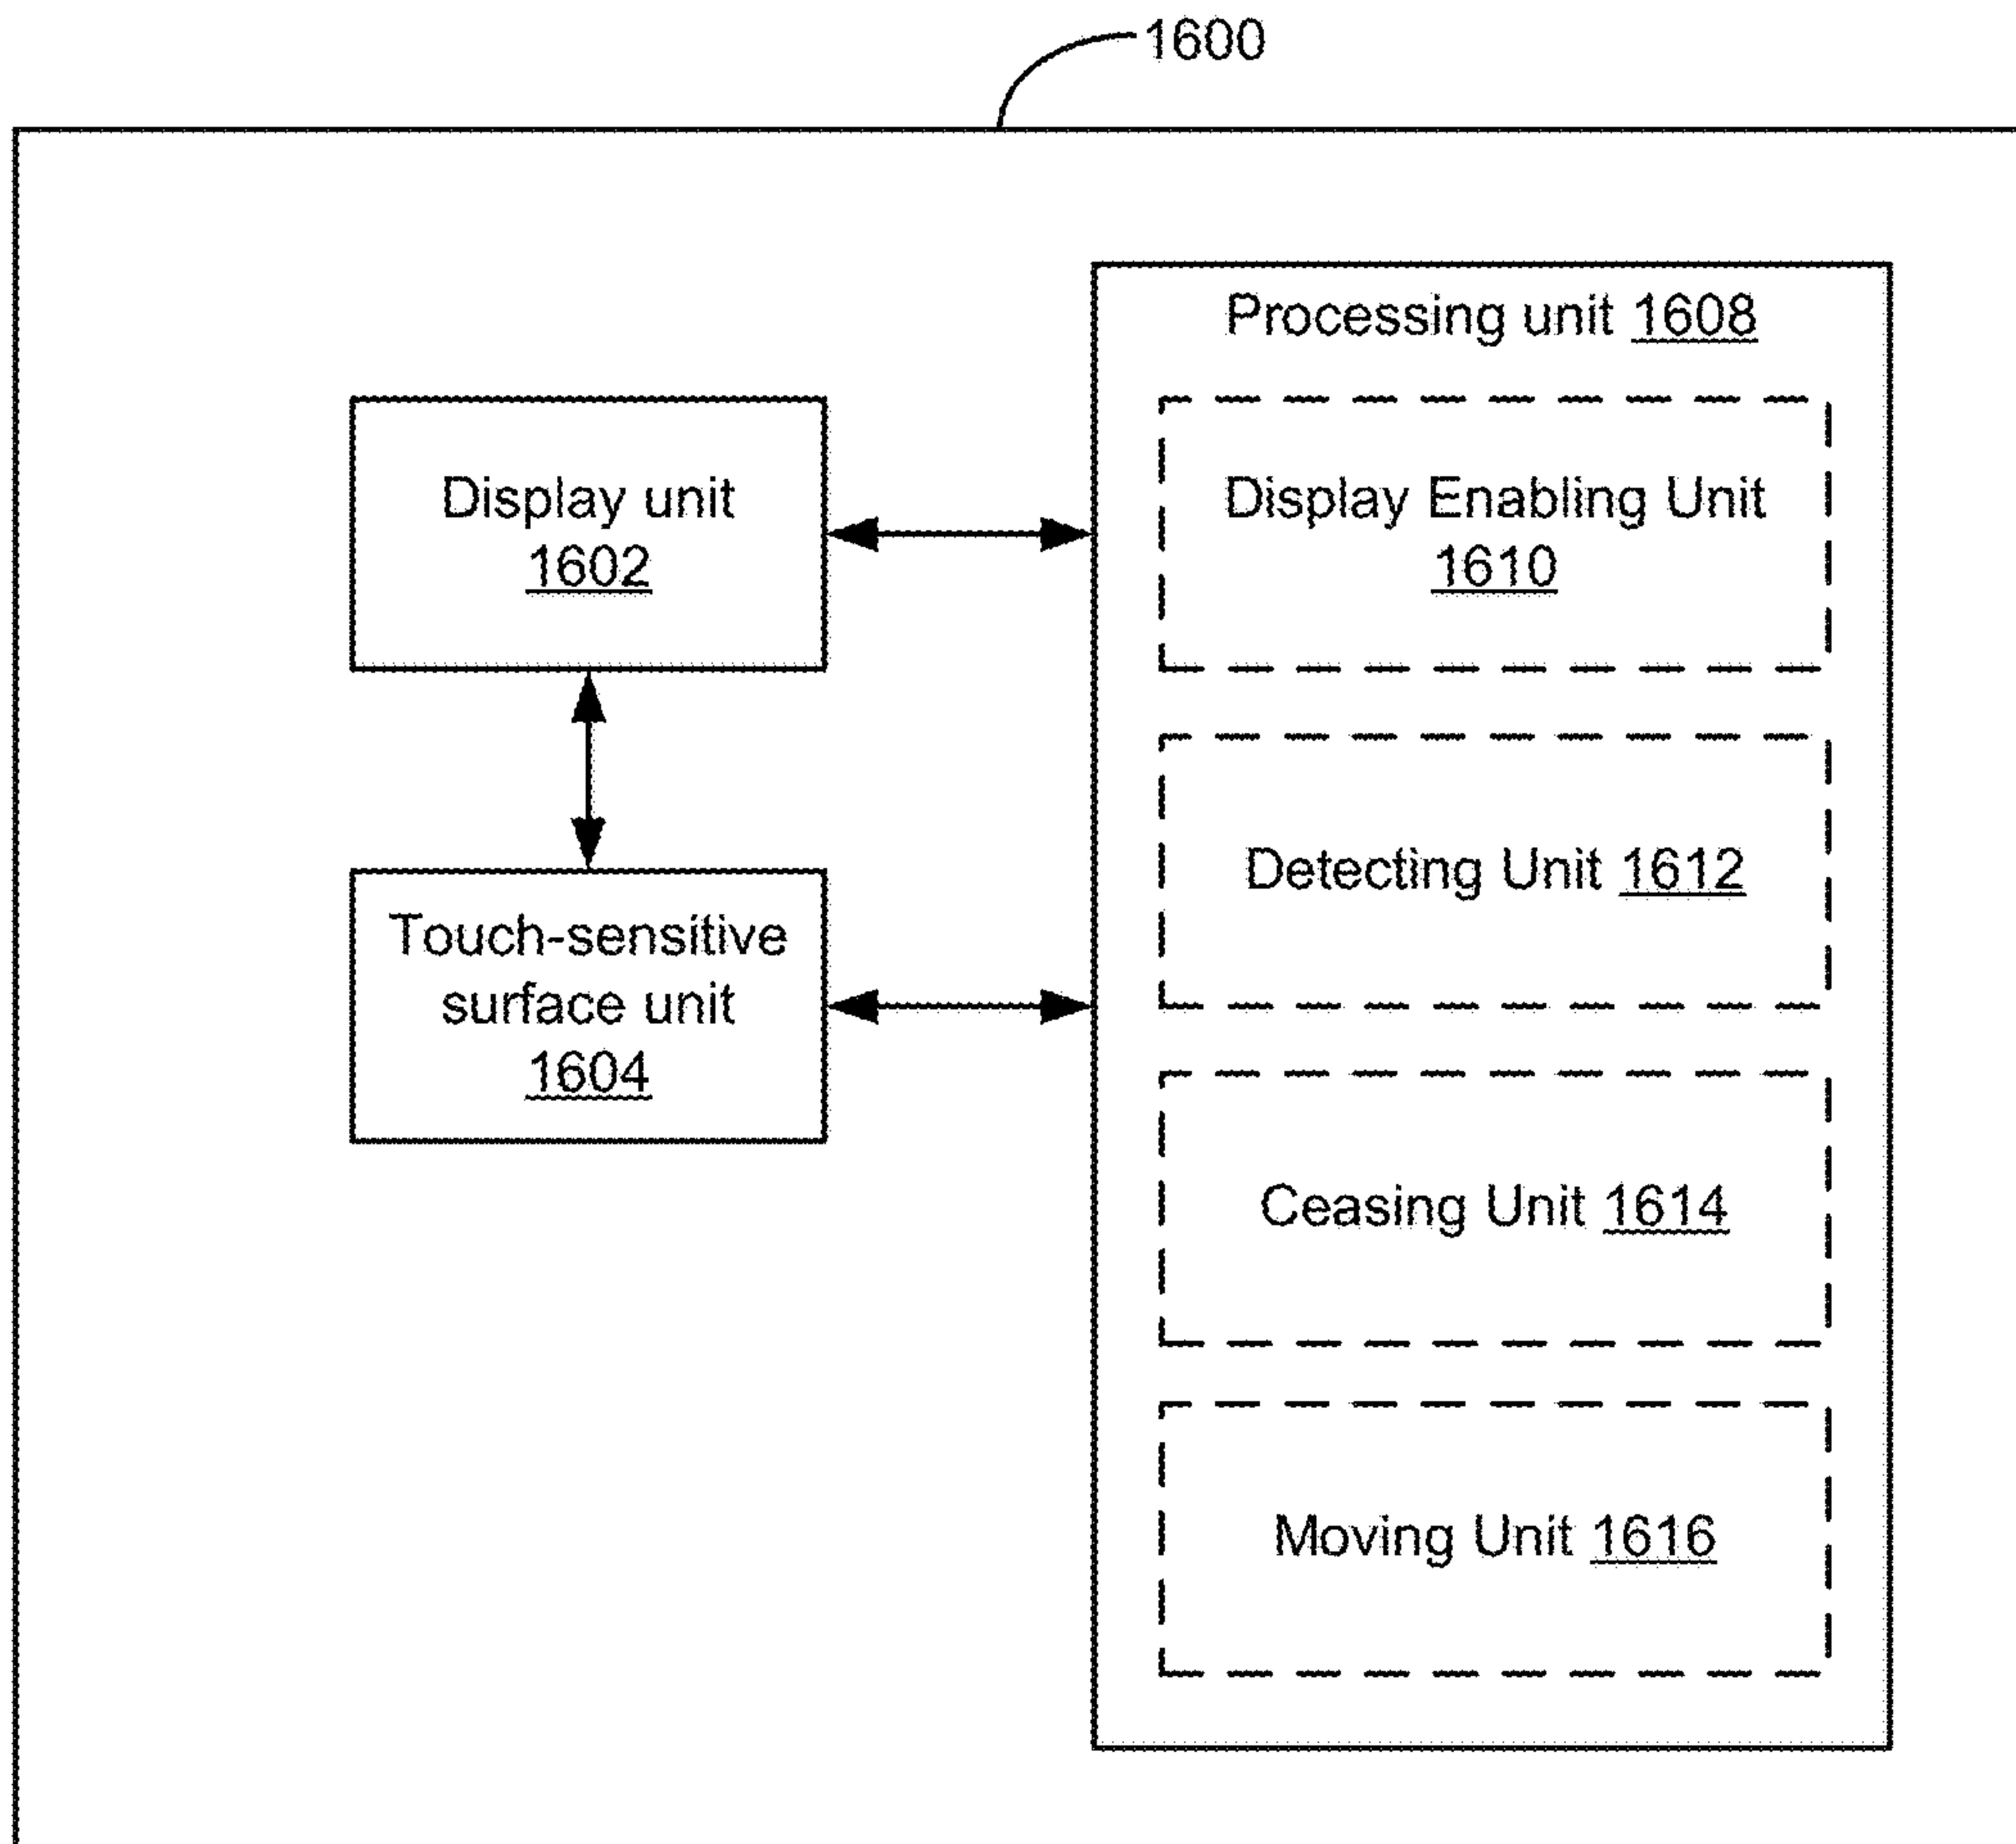 1600
Processing unit 1608
Display unit
1602
Display Enabling Unit
1610
Detecting Unit 1612
Touch-sensitive
surface unit
1604
Ceasing Unit 1614
Moving Unit 1616